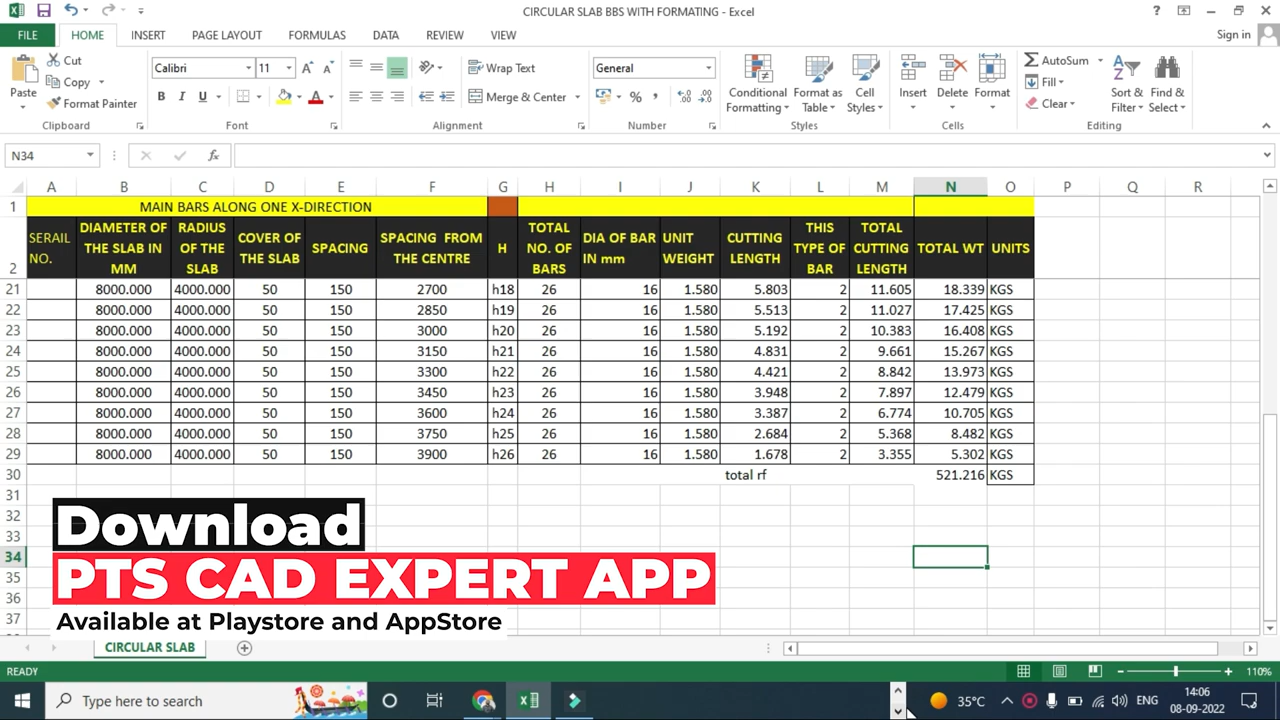 CIRCULAR SLAB BBS WITH FORMATING - Excel
FILE HOME INSERT PAGE LAYOUT FORMULAS DATA REVIEW VIEW Sign in
Paste Cut Copy Format Painter Clipboard
Calibri 11 B I U A Font
Wrap Text Merge & Center Alignment
General % Number
Conditional Formatting Format as Table Cell Styles Styles
Insert Delete Format Cells
AutoSum Fill Clear Sort & Filter Find & Select Editing
N34 fx
A B C D E F G H I J K L M N O P Q R
1 MAIN BARS ALONG ONE X-DIRECTION
2 SERAIL NO. DIAMETER OF THE SLAB IN MM RADIUS OF THE SLAB COVER OF THE SLAB SPACING SPACING FROM THE CENTRE H TOTAL NO. OF BARS DIA OF BAR IN mm UNIT WEIGHT CUTTING LENGTH THIS TYPE OF BAR TOTAL CUTTING LENGTH TOTAL WT UNITS
21 8000.000 4000.000 50 150 2700 h18 26 16 1.580 5.803 2 11.605 18.339 KGS
22 8000.000 4000.000 50 150 2850 h19 26 16 1.580 5.513 2 11.027 17.425 KGS
23 8000.000 4000.000 50 150 3000 h20 26 16 1.580 5.192 2 10.383 16.408 KGS
24 8000.000 4000.000 50 150 3150 h21 26 16 1.580 4.831 2 9.661 15.267 KGS
25 8000.000 4000.000 50 150 3300 h22 26 16 1.580 4.421 2 8.842 13.973 KGS
26 8000.000 4000.000 50 150 3450 h23 26 16 1.580 3.948 2 7.897 12.479 KGS
27 8000.000 4000.000 50 150 3600 h24 26 16 1.580 3.387 2 6.774 10.705 KGS
28 8000.000 4000.000 50 150 3750 h25 26 16 1.580 2.684 2 5.368 8.482 KGS
29 8000.000 4000.000 50 150 3900 h26 26 16 1.580 1.678 2 3.355 5.302 KGS
30 total rf 521.216 KGS
31
32
33
34
35
36
37
Download
PTS CAD EXPERT APP
Available at Playstore and AppStore
CIRCULAR SLAB
READY 110%
Type here to search 35°C ENG 14:06
08-09-2022